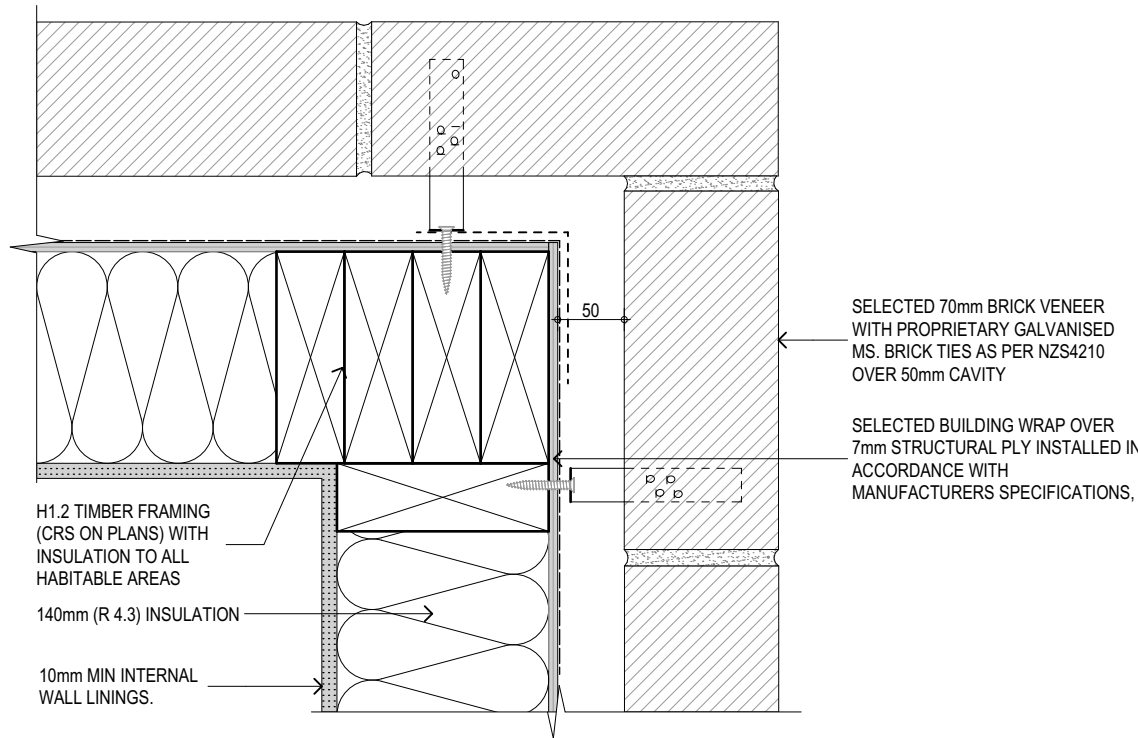 50
SELECTED 70mm BRICK VENEER
WITH PROPRIETARY GALVANISED
MS. BRICK TIES AS PER NZS4210
OVER 50mm CAVITY
SELECTED BUILDING WRAP OVER
7mm STRUCTURAL PLY INSTALLED IN
ACCORDANCE WITH
MANUFACTURERS SPECIFICATIONS,
H1.2 TIMBER FRAMING
(CRS ON PLANS) WITH
INSULATION TO ALL
HABITABLE AREAS
140mm (R 4.3) INSULATION
10mm MIN INTERNAL
WALL LININGS.